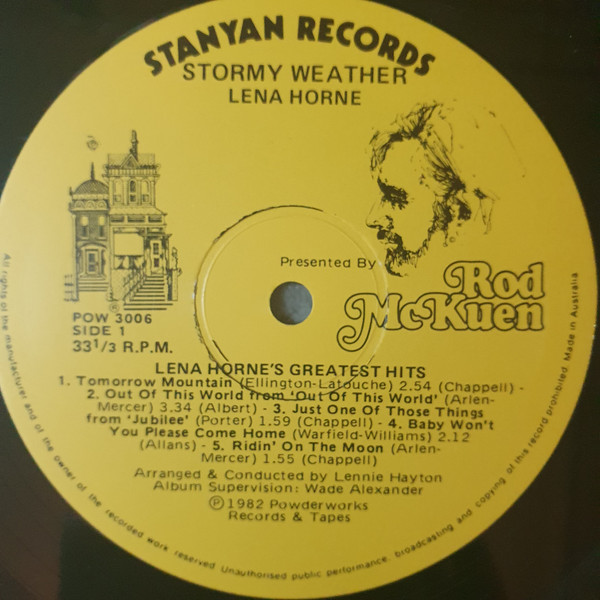 STANYAN RECORDS
STORMY WEATHER
LENA HORNE
Presented By
Rod
McKuen
POW 3006
SIDE 1
33 1/3 R.P.M.
LENA HORNE'S GREATEST HITS
1. Tomorrow Mountain (Ellington-Latouche) 2.54 (Chappell) -
2. Out Of This World from 'Out Of This World' (Arlen-
Mercer) 3.34 (Albert) - 3. Just One Of Those Things
from 'Jubilee' (Porter) 1.59 (Chappell) - 4. Baby Won't
You Please Come Home (Warfield-Williams) 2.12
(Allans) - 5. Ridin' On The Moon (Arlen-
Mercer) 1.55 (Chappell)
Arranged & Conducted by Lennie Hayton
Album Supervision: Wade Alexander
℗ 1982 Powderworks
Records & Tapes
All rights of the manufacturer and of the owner of the recorded work reserved. Unauthorised public performance, broadcasting and copying of this record prohibited. Made in Australia